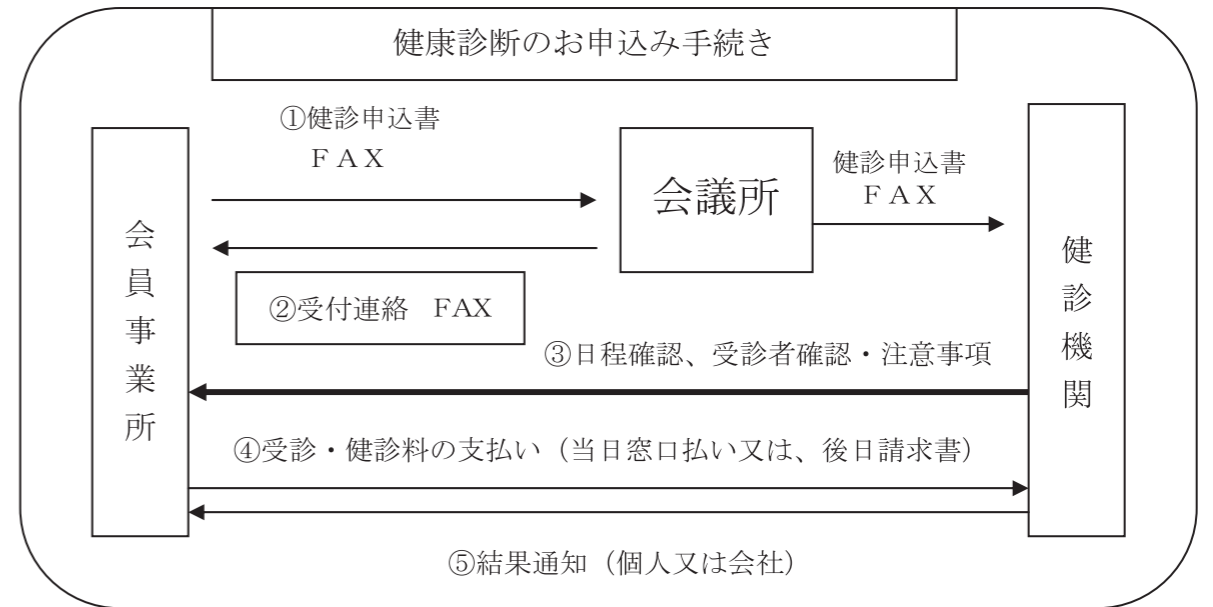 健康診断のお申込み手続き
①健診申込書
ＦＡＸ
会議所
健診申込書
ＦＡＸ
会員事業所
健診機関
②受付連絡　FAX
③日程確認、受診者確認・注意事項
④受診・健診料の支払い（当日窓口払い又は、後日請求書）
⑤結果通知（個人又は会社）